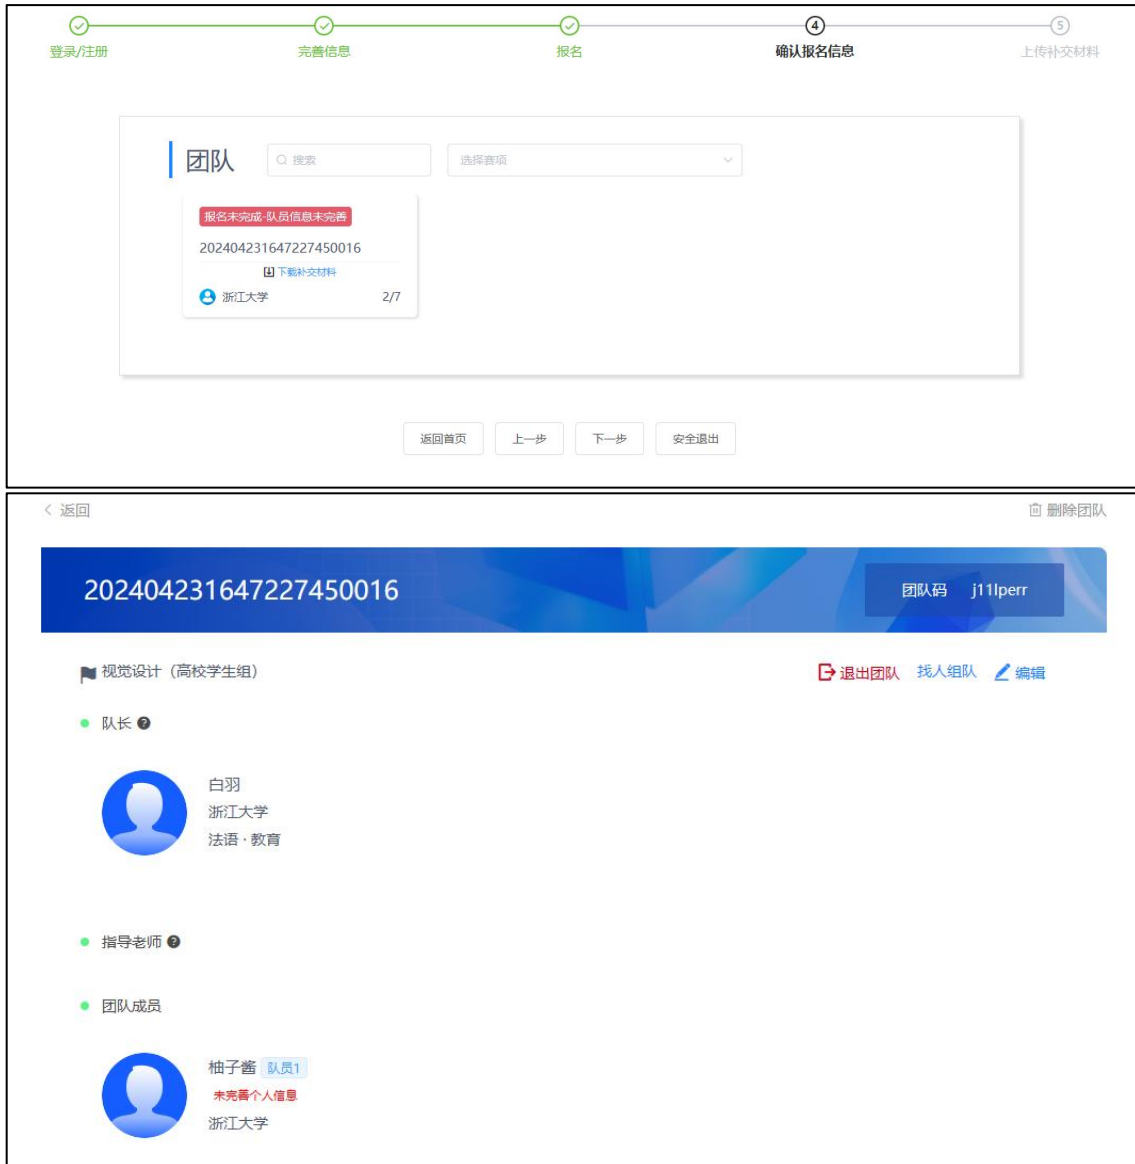 ④ ⑤
登录/注册 完善信息 报名 确认报名信息 上传补交材料
团队 搜索 选择赛项
报名未完成-队员信息未完善
202404231647227450016
下载补交材料
浙江大学 2/7
返回首页 上一步 下一步 安全退出
< 返回 删除团队
202404231647227450016 团队码 j11lperr
视觉设计（高校学生组） 退出团队 找人组队 编辑
队长 ?
白羽
浙江大学
法语 · 教育
指导老师 ?
团队成员
柚子酱 队员1
未完善个人信息
浙江大学